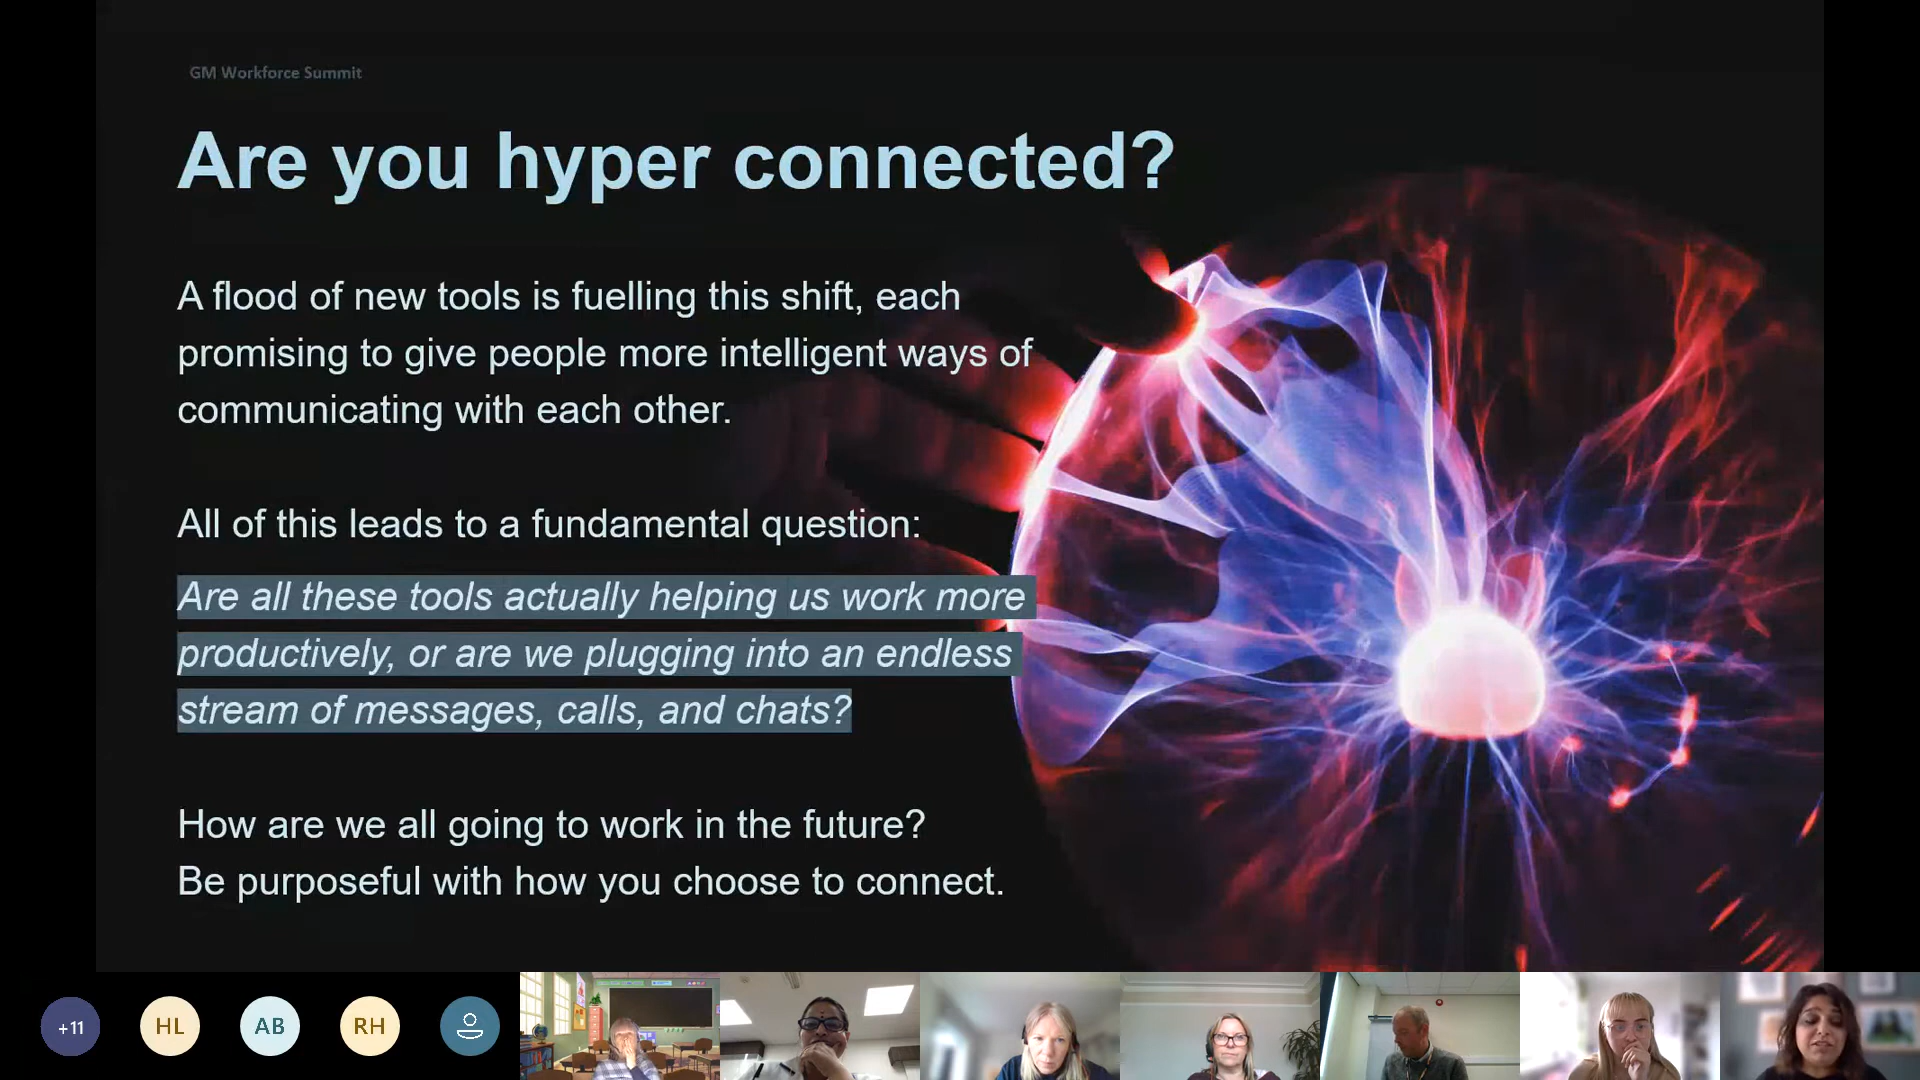 GM Workforce Summit
Are you hyper connected?
A flood of new tools is fuelling this shift, each
promising to give people more intelligent ways of
communicating with each other.
All of this leads to a fundamental question:
Are all these tools actually helping us work more
productively, or are we plugging into an endless
stream of messages, calls, and chats?
How are we all going to work in the future?
Be purposeful with how you choose to connect.
+11
HL
AB
RH